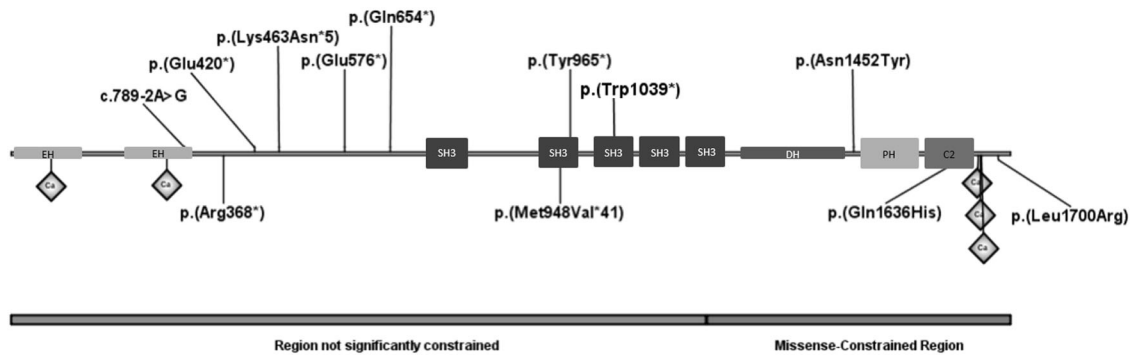 p.(Gln654*)
p.(Lys463Asn*5)
p.(Glu420*)
p.(Glu576*)
p.(Tyr965*)
p.(Asn1452Tyr)
c.789-2A>G
p.(Trp1039*)
EH
EH
SH3
SH3
SH3
SH3
SH3
DH
PH
C2
Ca
Ca
Ca
Ca
Ca
p.(Arg368*)
p.(Met948Val*41)
p.(Gln1636His)
p.(Leu1700Arg)
Region not significantly constrained
Missense-Constrained Region